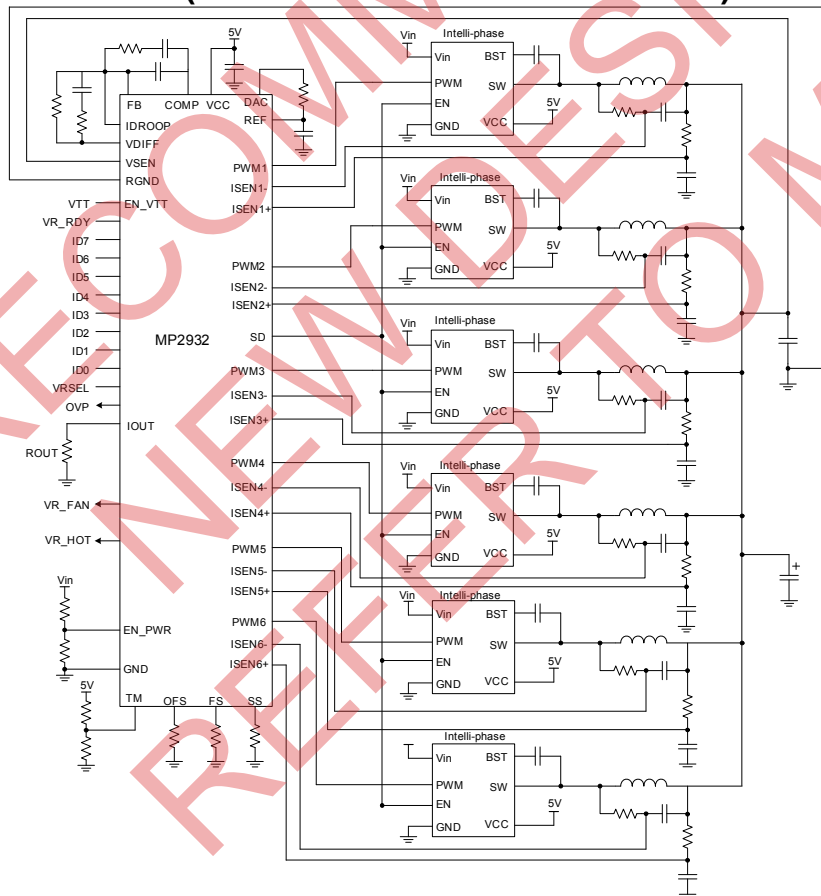 5V
Vin
Intelli-phase
Vin
BST
PWM
SW
EN
5V
GND
VCC
FB
COMP
VCC
DAC
REF
IDROOP
VDIFF
VSEN
RGND
VTT
EN_VTT
VR_RDY
ID7
ID6
ID5
ID4
ID3
ID2
ID1
ID0
VRSEL
OVP
IOUT
ROUT
VR_FAN
VR_HOT
Vin
EN_PWR
GND
5V
TM
OFS
FS
SS
MP2932
PWM1
ISEN1-
ISEN1+
PWM2
ISEN2-
ISEN2+
SD
PWM3
ISEN3-
ISEN3+
PWM4
ISEN4-
ISEN4+
PWM5
ISEN5-
ISEN5+
PWM6
ISEN6-
ISEN6+
Vin
Intelli-phase
Vin
BST
PWM
SW
EN
5V
GND
VCC
Vin
Intelli-phase
Vin
BST
PWM
SW
EN
5V
GND
VCC
Vin
Intelli-phase
Vin
BST
PWM
SW
EN
5V
GND
VCC
Vin
Intelli-phase
Vin
BST
PWM
SW
EN
5V
GND
VCC
Intelli-phase
Vin
BST
PWM
SW
EN
5V
GND
VCC
+
RECOMM
NEW DESI
REFER TO M